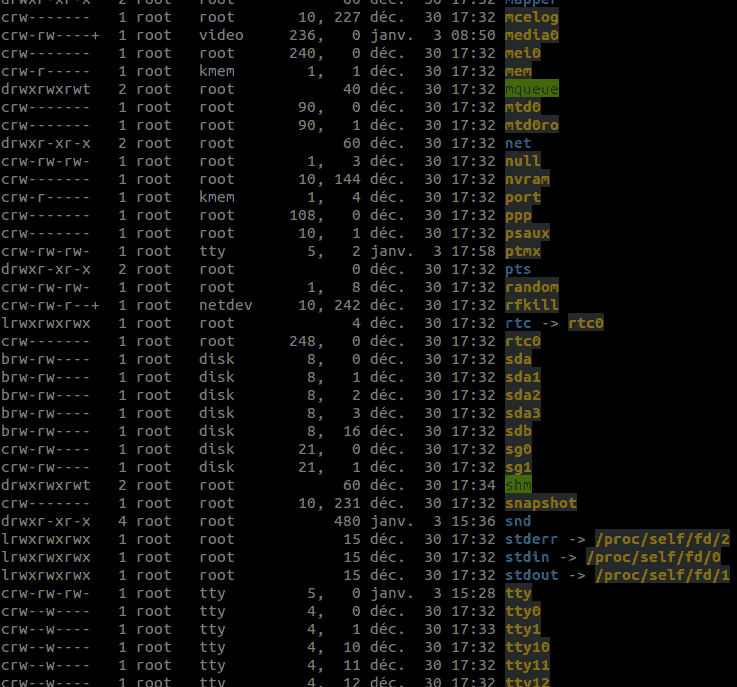 drwxr-xr-x   2 root   root          60 déc.  30 17:32 mapper
crw-------   1 root   root     10, 227 déc.  30 17:32 mcelog
crw-rw----+  1 root   video   236,   0 janv.  3 08:50 media0
crw-------   1 root   root    240,   0 déc.  30 17:32 mei0
crw-r-----   1 root   kmem      1,   1 déc.  30 17:32 mem
drwxrwxrwt   2 root   root          40 déc.  30 17:32 mqueue
crw-------   1 root   root     90,   0 déc.  30 17:32 mtd0
crw-------   1 root   root     90,   1 déc.  30 17:32 mtd0ro
drwxr-xr-x   2 root   root          60 déc.  30 17:32 net
crw-rw-rw-   1 root   root      1,   3 déc.  30 17:32 null
crw-------   1 root   root     10, 144 déc.  30 17:32 nvram
crw-r-----   1 root   kmem      1,   4 déc.  30 17:32 port
crw-------   1 root   root    108,   0 déc.  30 17:32 ppp
crw-------   1 root   root     10,   1 déc.  30 17:32 psaux
crw-rw-rw-   1 root   tty       5,   2 janv.  3 17:58 ptmx
drwxr-xr-x   2 root   root           0 déc.  30 17:32 pts
crw-rw-rw-   1 root   root      1,   8 déc.  30 17:32 random
crw-rw-r--+  1 root   netdev   10, 242 déc.  30 17:32 rfkill
lrwxrwxrwx   1 root   root           4 déc.  30 17:32 rtc -> rtc0
crw-------   1 root   root    248,   0 déc.  30 17:32 rtc0
brw-rw----   1 root   disk      8,   0 déc.  30 17:32 sda
brw-rw----   1 root   disk      8,   1 déc.  30 17:32 sda1
brw-rw----   1 root   disk      8,   2 déc.  30 17:32 sda2
brw-rw----   1 root   disk      8,   3 déc.  30 17:32 sda3
brw-rw----   1 root   disk      8,  16 déc.  30 17:32 sdb
crw-rw----   1 root   disk     21,   0 déc.  30 17:32 sg0
crw-rw----   1 root   disk     21,   1 déc.  30 17:32 sg1
drwxrwxrwt   2 root   root          60 déc.  30 17:34 shm
crw-------   1 root   root     10, 231 déc.  30 17:32 snapshot
drwxr-xr-x   4 root   root         480 janv.  3 15:36 snd
lrwxrwxrwx   1 root   root          15 déc.  30 17:32 stderr -> /proc/self/fd/2
lrwxrwxrwx   1 root   root          15 déc.  30 17:32 stdin -> /proc/self/fd/0
lrwxrwxrwx   1 root   root          15 déc.  30 17:32 stdout -> /proc/self/fd/1
crw-rw-rw-   1 root   tty       5,   0 janv.  3 15:28 tty
crw--w----   1 root   tty       4,   0 déc.  30 17:32 tty0
crw--w----   1 root   tty       4,   1 déc.  30 17:33 tty1
crw--w----   1 root   tty       4,  10 déc.  30 17:32 tty10
crw--w----   1 root   tty       4,  11 déc.  30 17:32 tty11
crw--w----   1 root   tty       4,  12 déc.  30 17:32 tty12